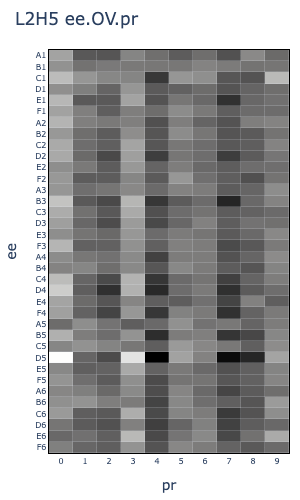 L2H5 ee.OV.pr
A1
B1
C1
D1
E1
F1
A2
B2
C2
D2
E2
F2
A3
B3
C3
D3
E3
F3
A4
B4
C4
D4
E4
F4
A5
B5
C5
D5
E5
F5
A6
B6
C6
D6
E6
F6
ee
0 1 2 3 4 5 6 7 8 9
pr